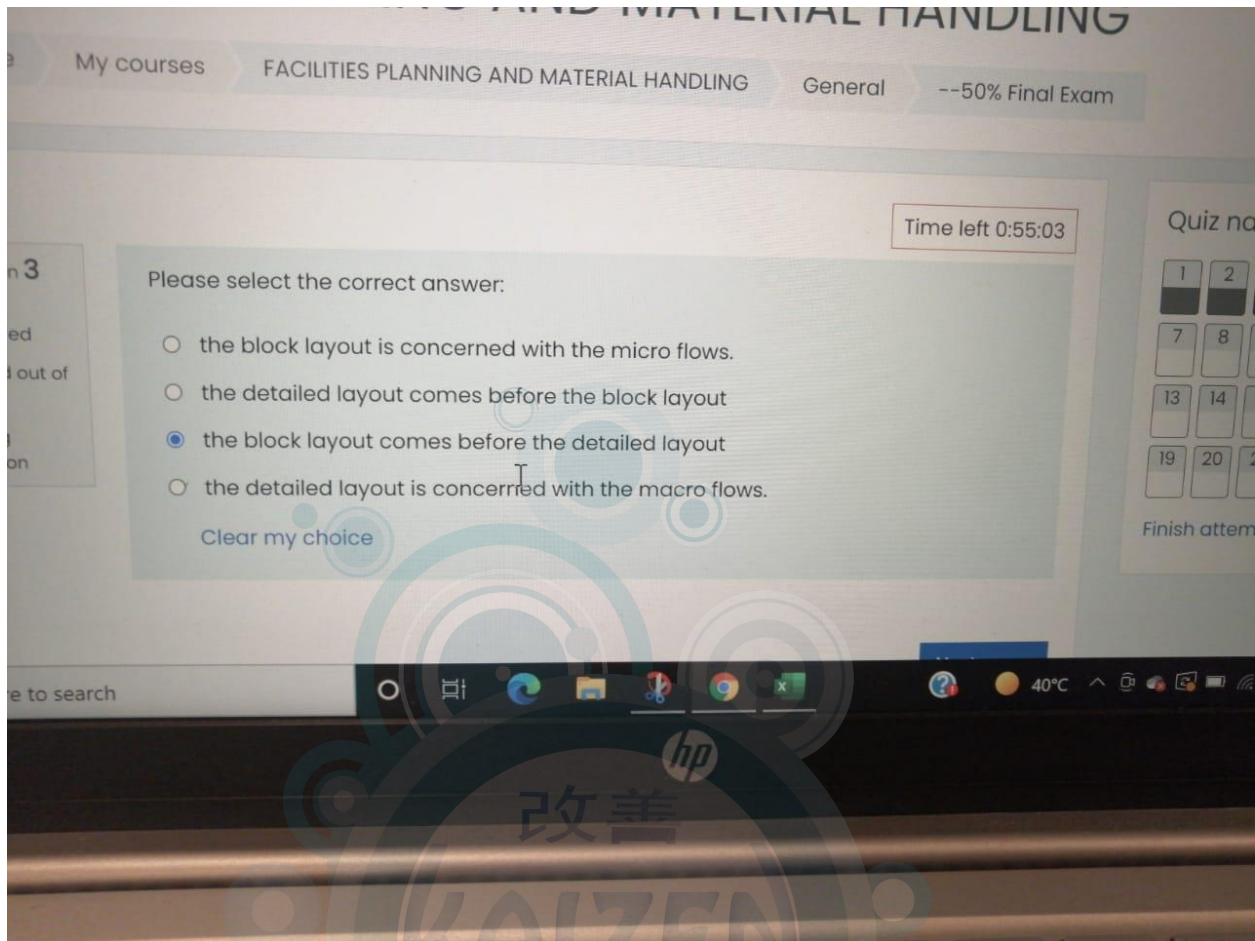 AND MATERIAL HANDLING
My courses FACILITIES PLANNING AND MATERIAL HANDLING General --50% Final Exam
Time left 0:55:03
Quiz
3
Please select the correct answer:
1 2
ed
the block layout is concerned with the micro flows.
7 8
out of
the detailed layout comes before the block layout
13 14
the block layout comes before the detailed layout
on
19 20
the detailed layout is concerned with the macro flows.
Clear my choice
Finish attem
e to search
40°C
hp
改善
KAIZEN